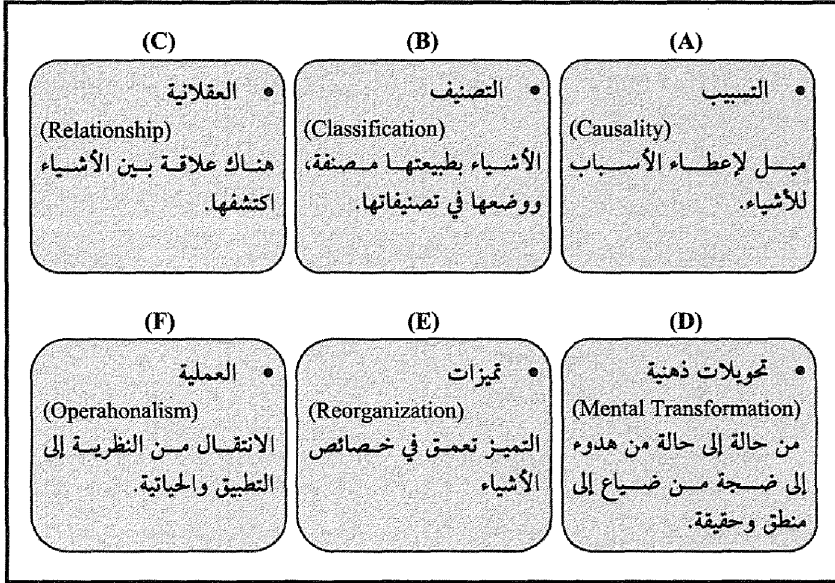 (A)
• التسبيب
(Causality)
ميل لإعطاء الأسباب
للأشياء.
(B)
• التصنيف
(Classification)
الأشياء بطبيعتها مصنفة،
ووضعها في تصنيفاتها.
(C)
• العقلانية
(Relationship)
هناك علاقة بين الأشياء
اكتشفها.
(D)
• تحويلات ذهنية
(Mental Transformation)
من حالة إلى حالة من هدوء
إلى ضجة من ضياع إلى
منطق وحقيقة.
(E)
• تميزات
(Reorganization)
التميز تعمق في خصائص
الأشياء
(F)
• العملية
(Operahonalism)
الانتقال من النظرية إلى
التطبيق والحياتية.